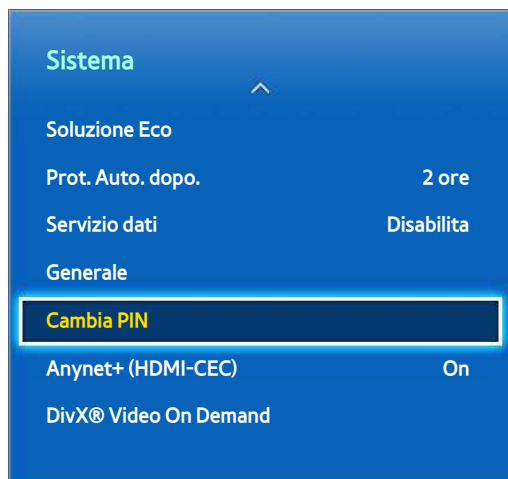 Sistema
Soluzione Eco
Prot. Auto. dopo. 2 ore
Servizio dati Disabilita
Generale
Cambia PIN
Anynet+ (HDMI-CEC) On
DivX® Video On Demand